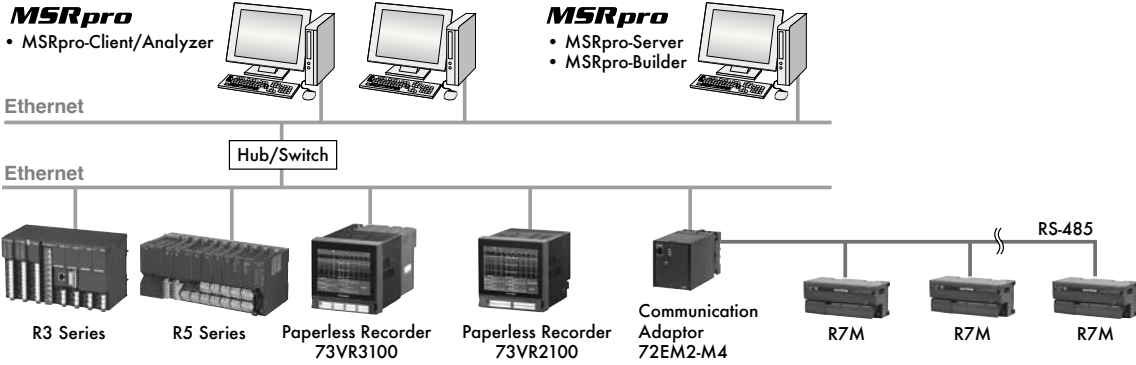 MSRpro
• MSRpro-Client/Analyzer
MSRpro
• MSRpro-Server
• MSRpro-Builder
Ethernet
Hub/Switch
Ethernet
RS-485
R3 Series
R5 Series
Paperless Recorder
73VR3100
Paperless Recorder
73VR2100
Communication
Adaptor
72EM2-M4
R7M
R7M
R7M